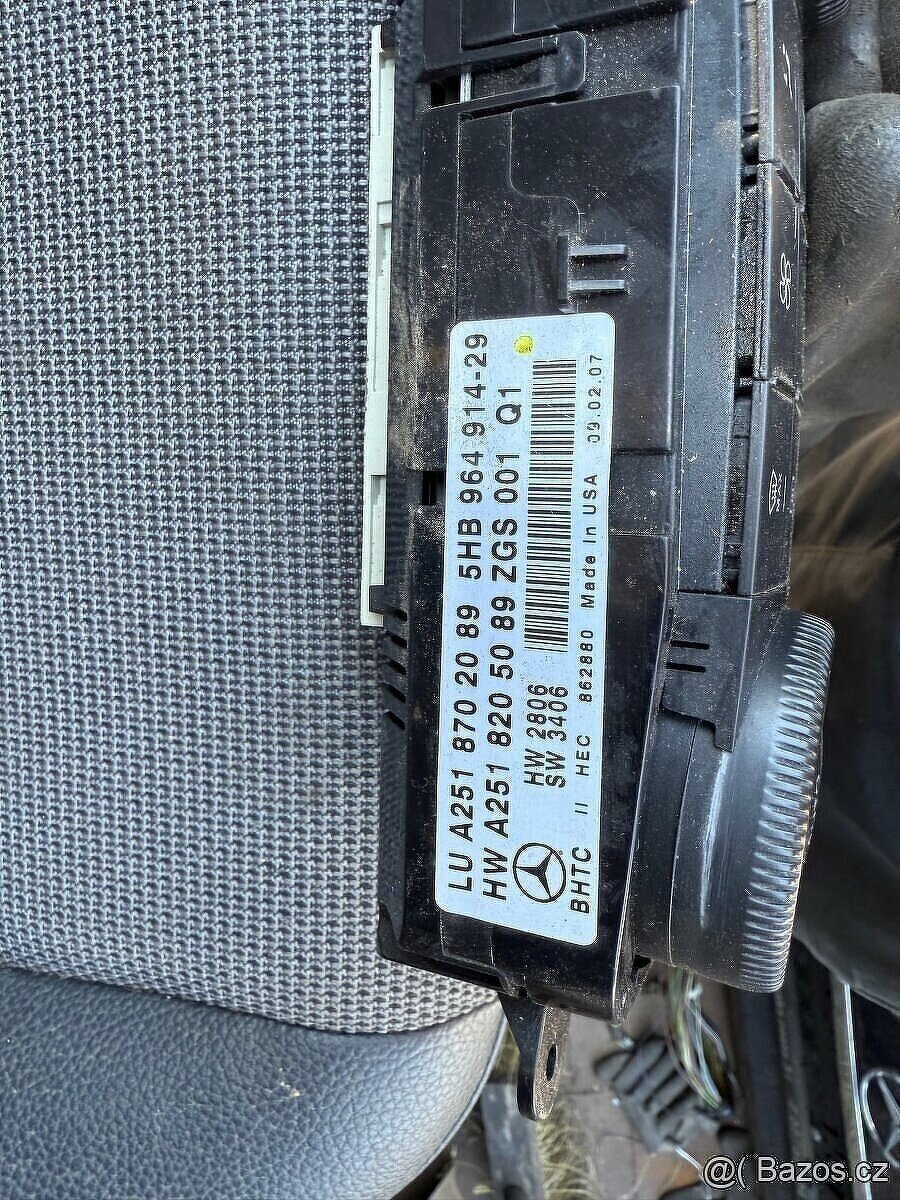 LU A251 870 20 89 5HB 964 914-29
HW A251 820 50 89 ZGS 001 Q1
HW 2806
SW 3406
BHTC II HEC 862880 Made in USA 09.02.07
@( Bazos.cz